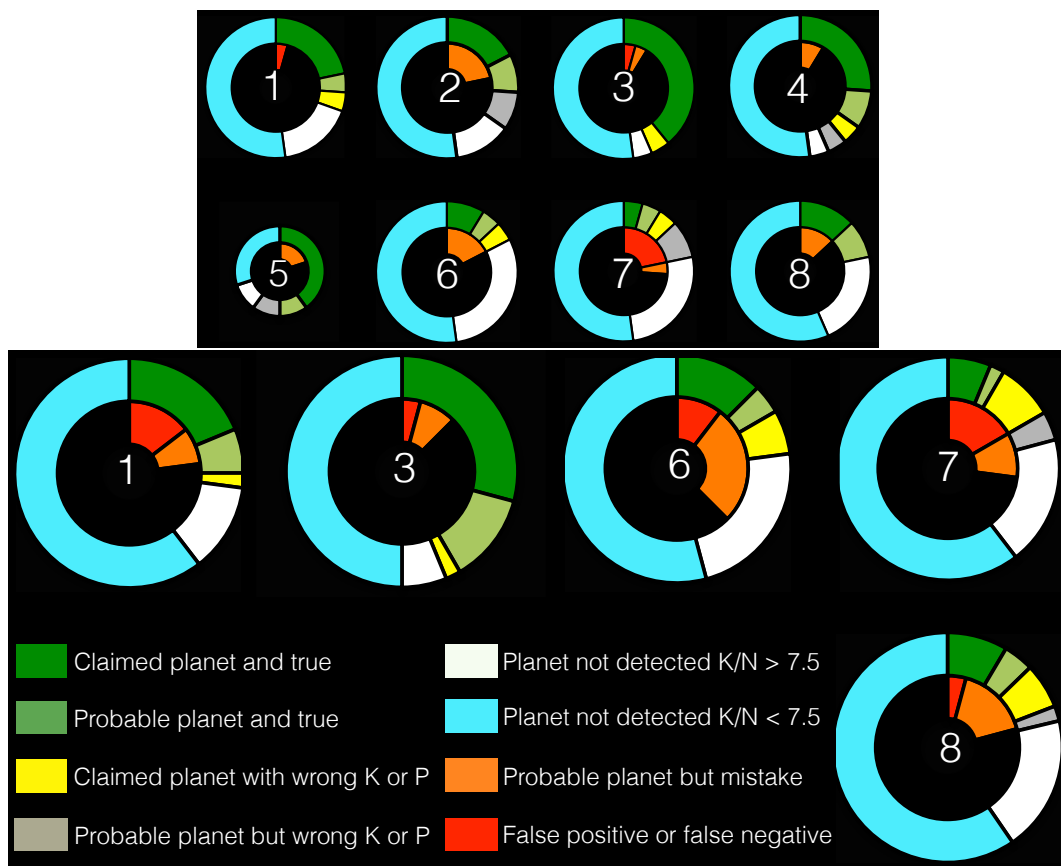 1 2 3 4
5 6 7 8
1 3 6 7
Claimed planet and true
Planet not detected K/N > 7.5
Probable planet and true
Planet not detected K/N < 7.5
8
Claimed planet with wrong K or P
Probable planet but mistake
Probable planet but wrong K or P
False positive or false negative